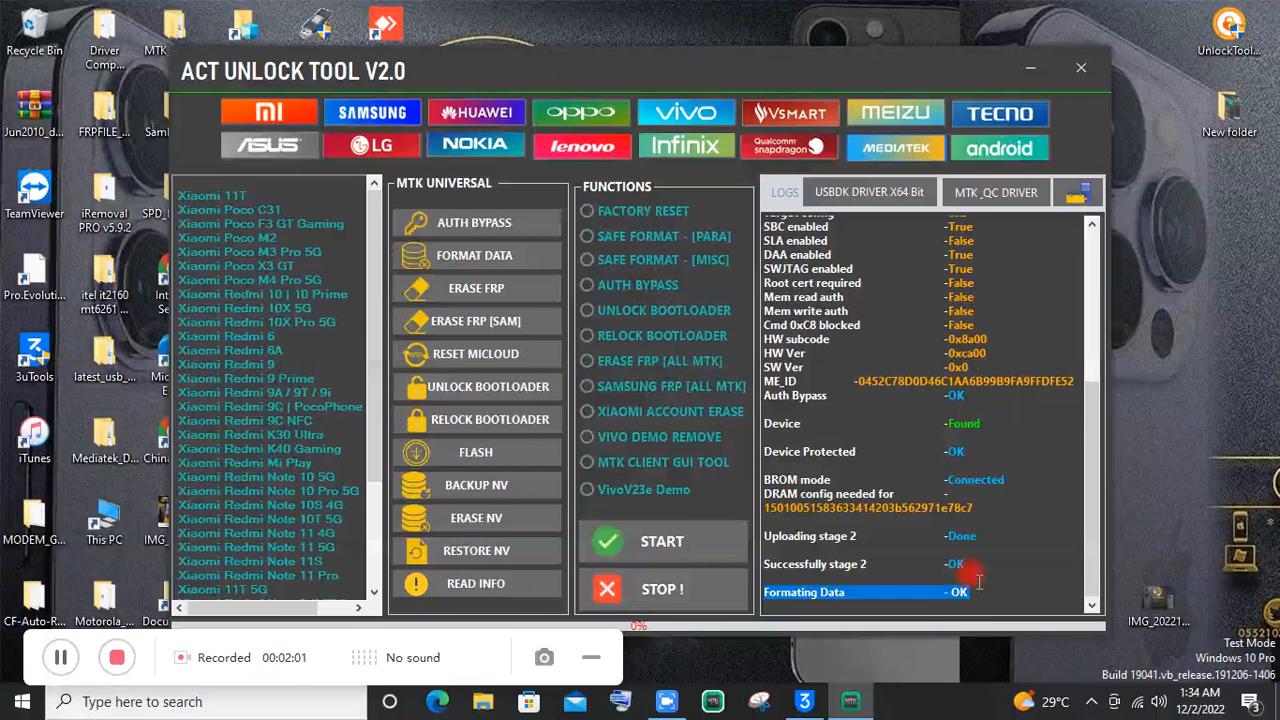 Recycle Bin
Driver Comp...
MTK
UnlockTool...
ACT UNLOCK TOOL V2.0
mi
SAMSUNG
HUAWEI
oppo
vivo
Vsmart
MEIZU
TECNO
ASUS
LG
NOKIA
lenovo
Infinix
Qualcomm snapdragon
MEDIATEK
android
Jun2010_d...
FRPFILE_...
Saml
New folder
TeamViewer
iRemoval PRO v5.9.2
SPD_
Pro.Evolution...
itel it2160 mt6261 ...
3uTools
latest_usb_...
iTunes
Mediatek_D...
MODEM_G...
This PC
IMG_
CF-Auto-R...
Motorola_...
Docu
IMG_20221...
Xiaomi 11T
Xiaomi Poco C31
Xiaomi Poco F3 GT Gaming
Xiaomi Poco M2
Xiaomi Poco M3 Pro 5G
Xiaomi Poco X3 GT
Xiaomi Poco M4 Pro 5G
Xiaomi Redmi 10 | 10 Prime
Xiaomi Redmi 10X 5G
Xiaomi Redmi 10X Pro 5G
Xiaomi Redmi 6
Xiaomi Redmi 6A
Xiaomi Redmi 9
Xiaomi Redmi 9 Prime
Xiaomi Redmi 9A / 9T / 9i
Xiaomi Redmi 9C | PocoPhone
Xiaomi Redmi 9C NFC
Xiaomi Redmi K30 Ultra
Xiaomi Redmi K40 Gaming
Xiaomi Redmi Mi Play
Xiaomi Redmi Note 10 5G
Xiaomi Redmi Note 10 Pro 5G
Xiaomi Redmi Note 10S 4G
Xiaomi Redmi Note 10T 5G
Xiaomi Redmi Note 11 4G
Xiaomi Redmi Note 11 5G
Xiaomi Redmi Note 11S
Xiaomi Redmi Note 11 Pro
Xiaomi 11T 5G
MTK UNIVERSAL
AUTH BYPASS
FORMAT DATA
ERASE FRP
ERASE FRP [SAM]
RESET MICLOUD
UNLOCK BOOTLOADER
RELOCK BOOTLOADER
FLASH
BACKUP NV
ERASE NV
RESTORE NV
READ INFO
FUNCTIONS
FACTORY RESET
SAFE FORMAT - [PARA]
SAFE FORMAT - [MISC]
AUTH BYPASS
UNLOCK BOOTLOADER
RELOCK BOOTLOADER
ERASE FRP [ALL MTK]
SAMSUNG FRP [ALL MTK]
XIAOMI ACCOUNT ERASE
VIVO DEMO REMOVE
MTK CLIENT GUI TOOL
VivoV23e Demo
START
STOP !
LOGS
USBDK DRIVER X64 Bit
MTK ,QC DRIVER
SBC enabled -True
SLA enabled -False
DAA enabled -True
SWJTAG enabled -True
Root cert required -False
Mem read auth -False
Mem write auth -False
Cmd 0xC8 blocked -False
HW subcode -0x8a00
HW Ver -0xca00
SW Ver -0x0
ME_ID -0452C78D0D46C1AA6B99B9FA9FFDFE52
Auth Bypass -OK
Device -Found
Device Protected -OK
BROM mode -Connected
DRAM config needed for -
15010051583633414203b562971e78c7
Uploading stage 2 -Done
Successfully stage 2 -OK
Formating Data - OK
0%
Recorded 00:02:01
No sound
Test Mode
Windows 10 Pro
Build 19041.vb_release.191206-1406
Type here to search
29°C
1:34 AM
12/2/2022
3